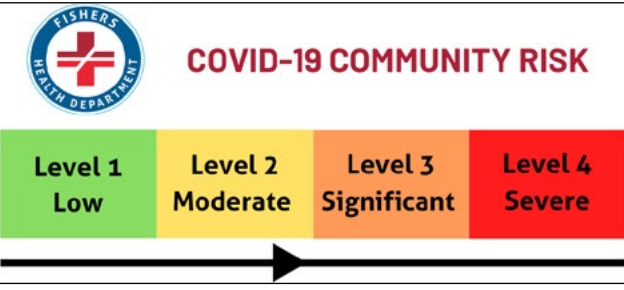 FISHERS
HEALTH DEPARTMENT
COVID-19 COMMUNITY RISK
Level 1
Low
Level 2
Moderate
Level 3
Significant
Level 4
Severe